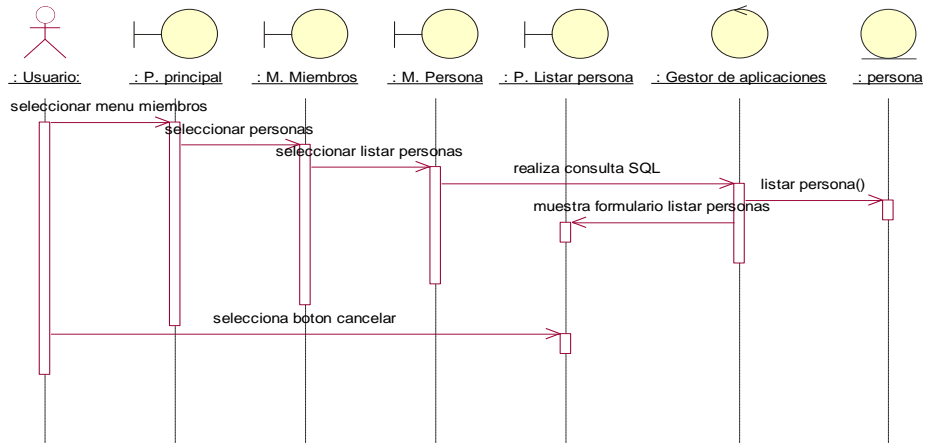 : Usuario:
: P. principal
: M. Miembros
: M. Persona
: P. Listar persona
: Gestor de aplicaciones
: persona
seleccionar menu miembros
seleccionar personas
seleccionar listar personas
realiza consulta SQL
listar persona()
muestra formulario listar personas
selecciona boton cancelar